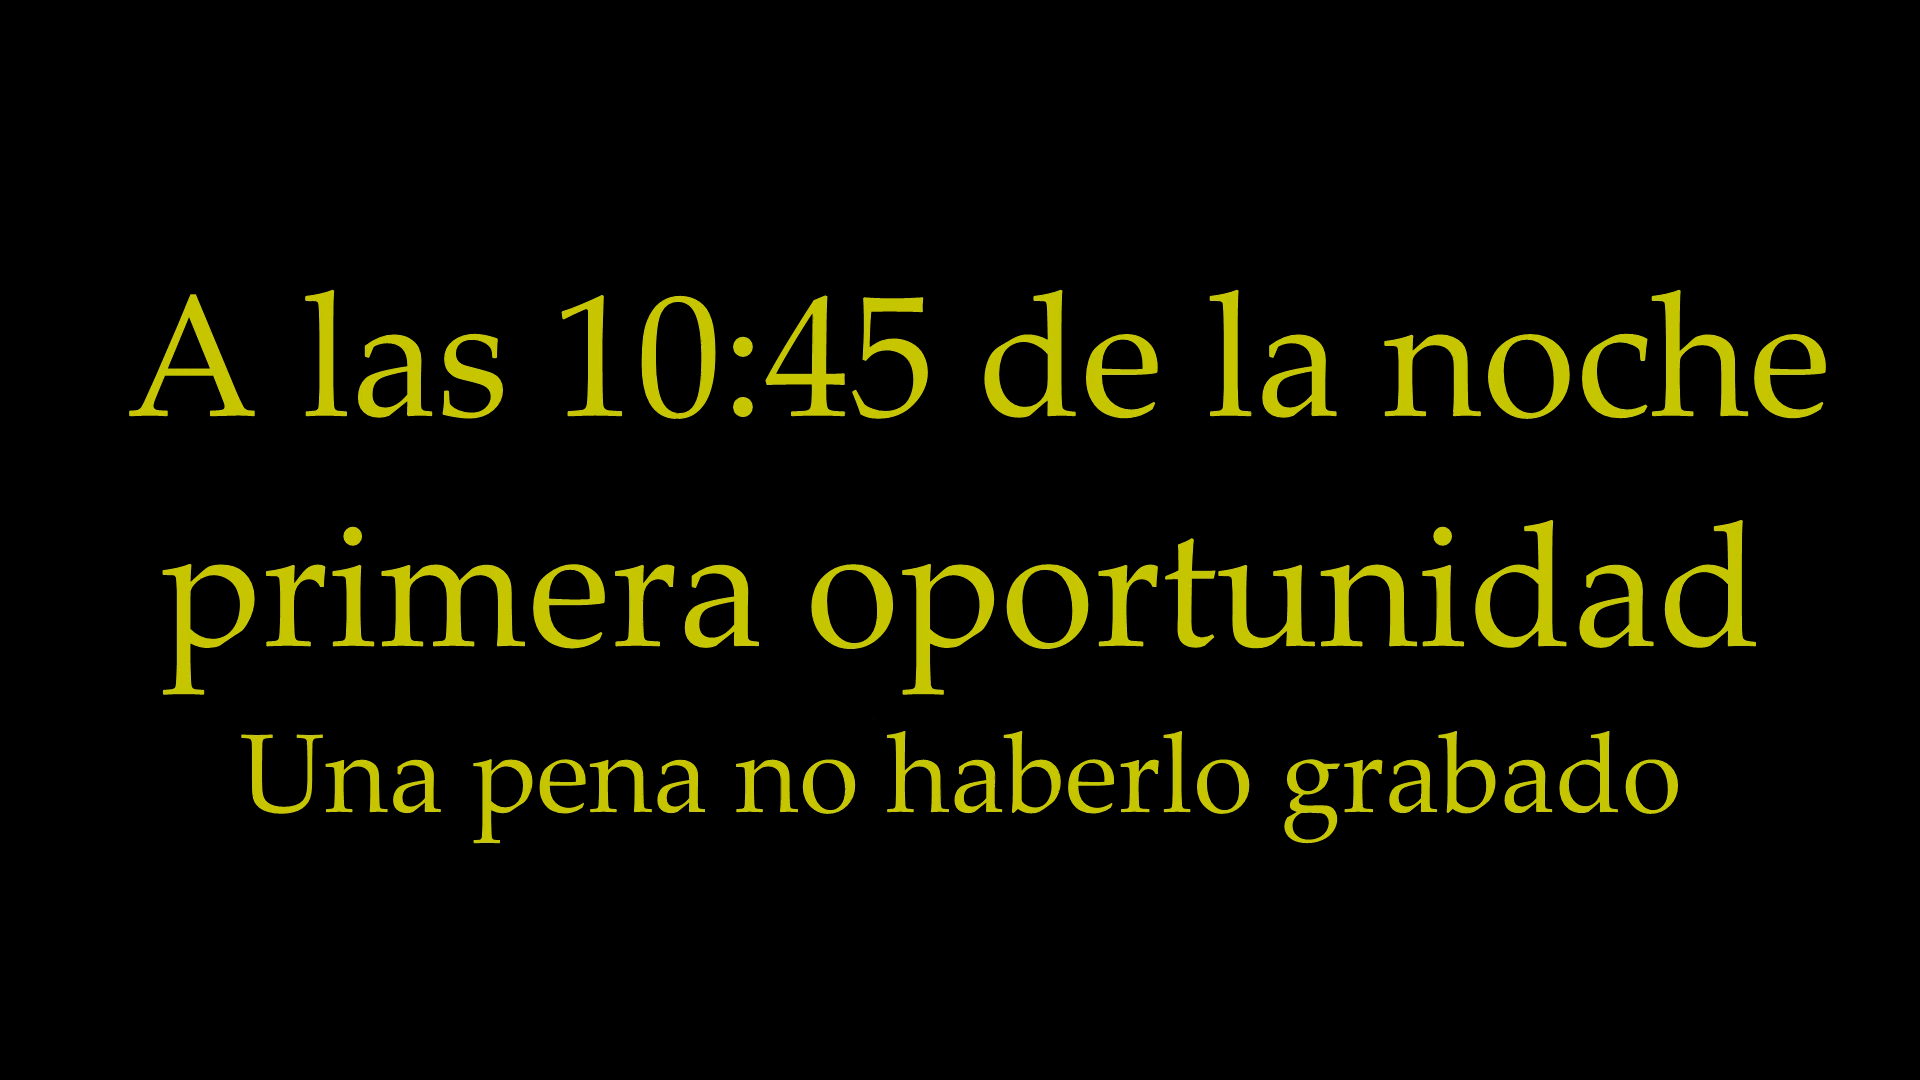 A las 10:45 de la noche
primera oportunidad
Una pena no haberlo grabado